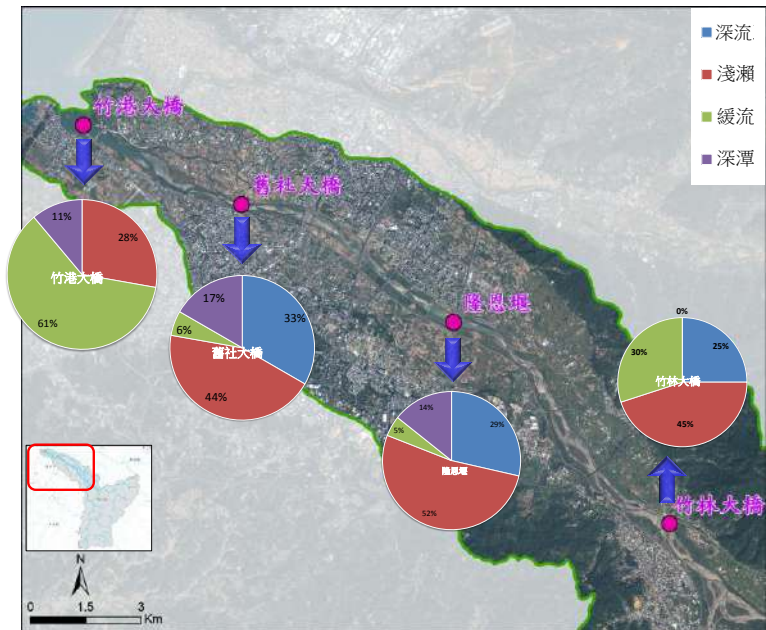 深流
淺瀨
緩流
深潭
竹港大橋
舊社大橋
隆恩堰
竹林大橋
11%
28%
竹港大橋
61%
17%
33%
6%
舊社大橋
44%
14%
29%
5%
隆恩堰
52%
0%
30%
25%
竹林大橋
45%
N
0 1.5 3
Km